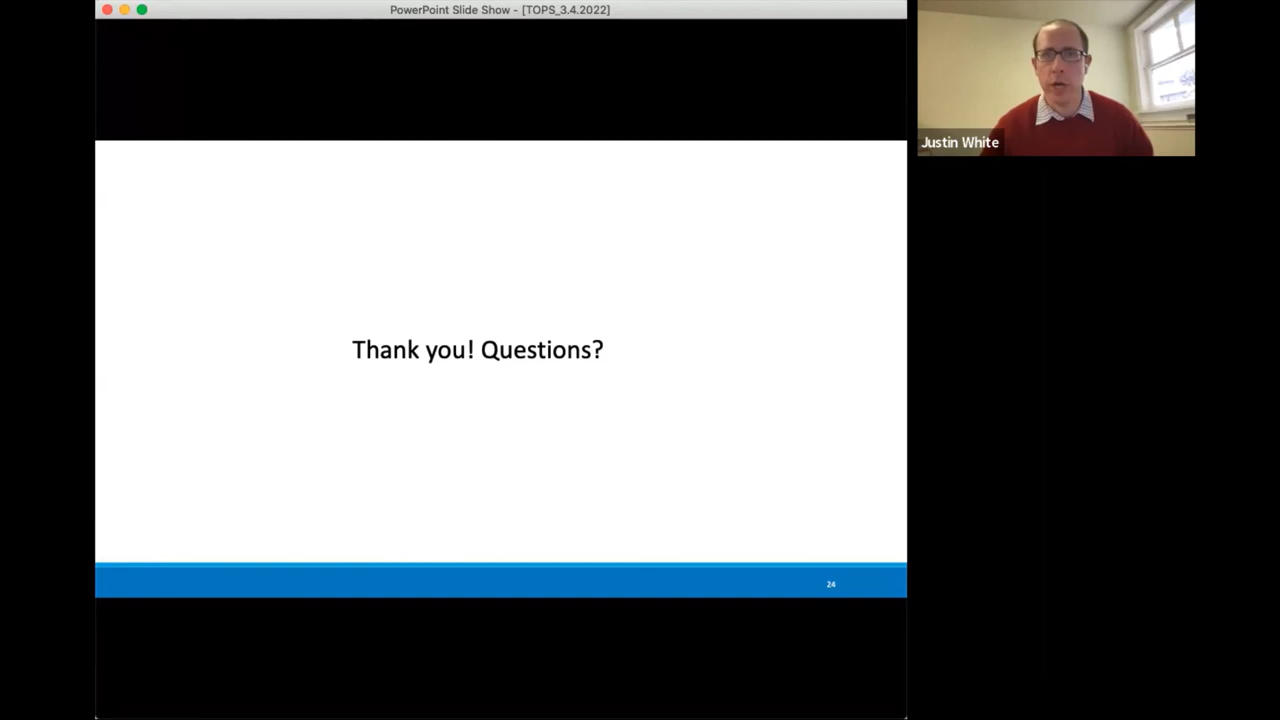 PowerPoint Slide Show - [TOPS_3.4.2022]
Justin White
Thank you! Questions?
24